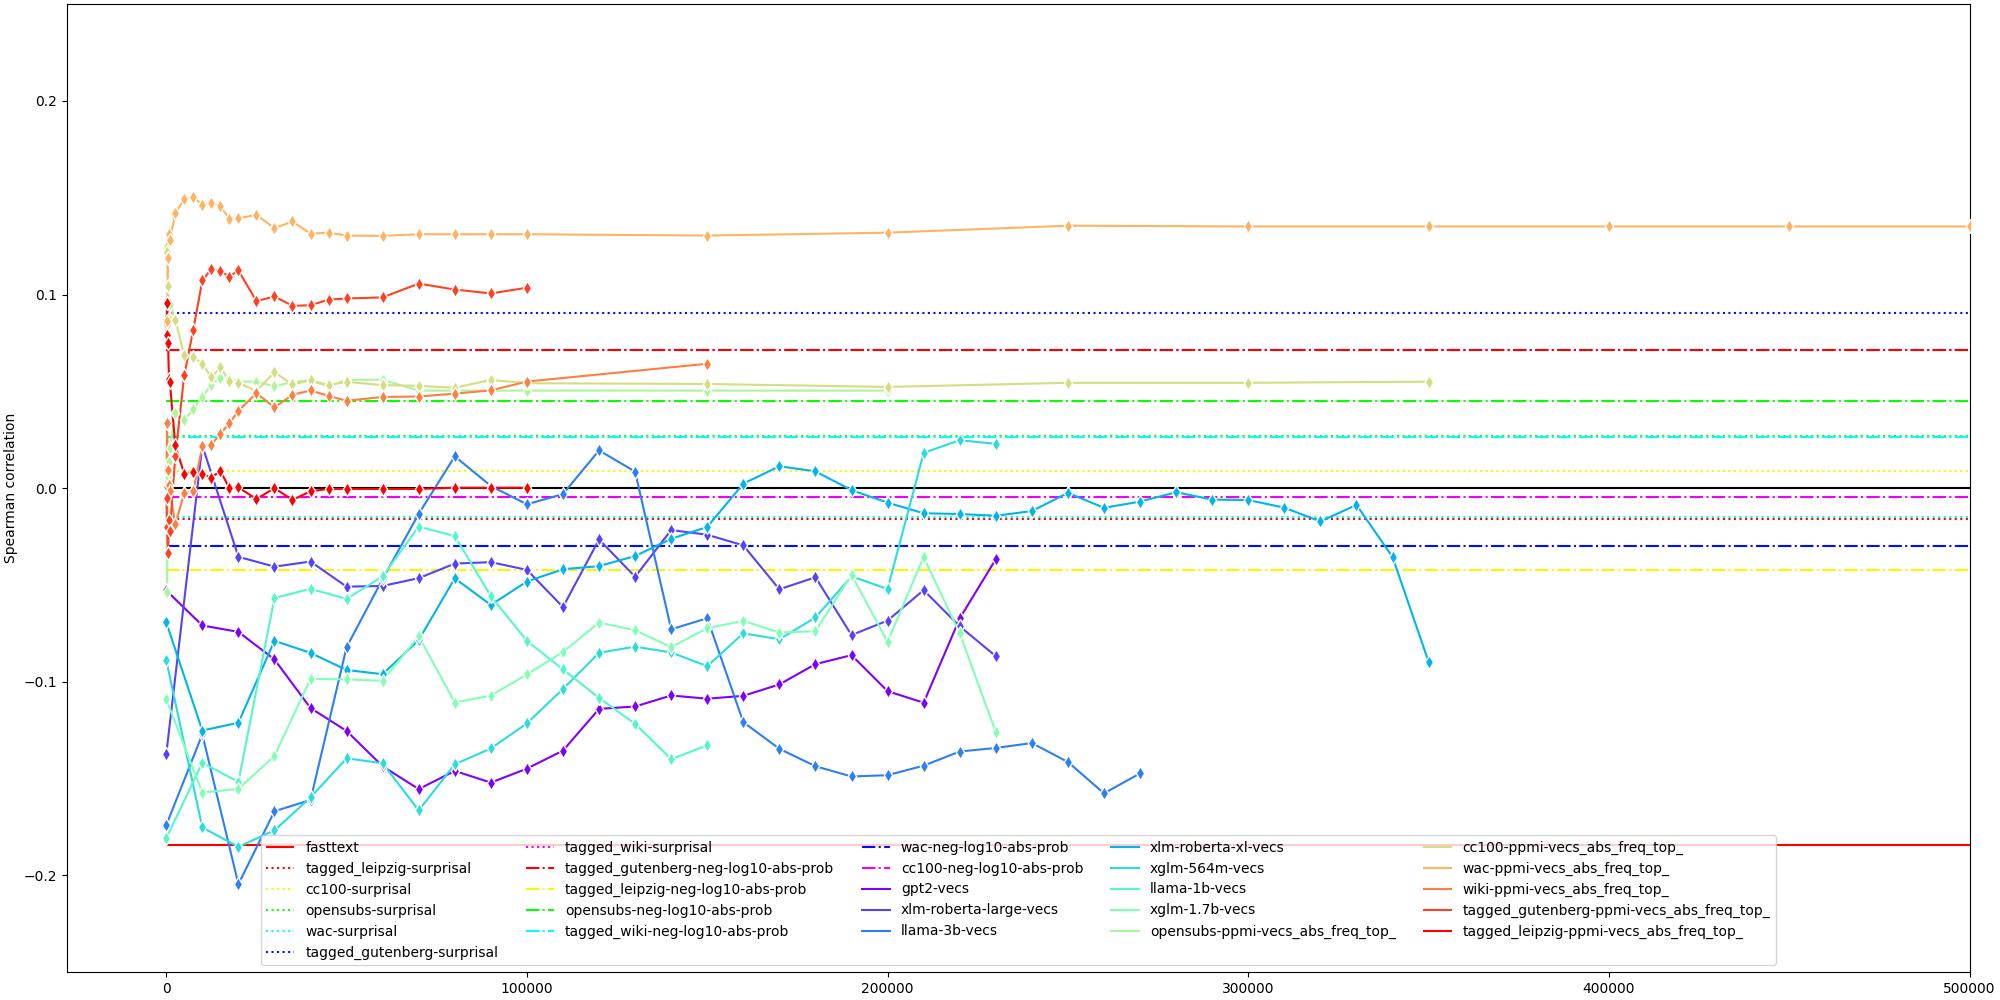 0.2
0.1
0.0
−0.1
−0.2
Spearman correlation
fasttext
tagged_leipzig-surprisal
cc100-surprisal
opensubs-surprisal
wac-surprisal
tagged_gutenberg-surprisal
tagged_wiki-surprisal
tagged_gutenberg-neg-log10-abs-prob
tagged_leipzig-neg-log10-abs-prob
opensubs-neg-log10-abs-prob
tagged_wiki-neg-log10-abs-prob
wac-neg-log10-abs-prob
cc100-neg-log10-abs-prob
gpt2-vecs
xlm-roberta-large-vecs
llama-3b-vecs
xlm-roberta-xl-vecs
xglm-564m-vecs
llama-1b-vecs
xglm-1.7b-vecs
opensubs-ppmi-vecs_abs_freq_top_
cc100-ppmi-vecs_abs_freq_top_
wac-ppmi-vecs_abs_freq_top_
wiki-ppmi-vecs_abs_freq_top_
tagged_gutenberg-ppmi-vecs_abs_freq_top_
tagged_leipzig-ppmi-vecs_abs_freq_top_
0 100000 200000 300000 400000 500000